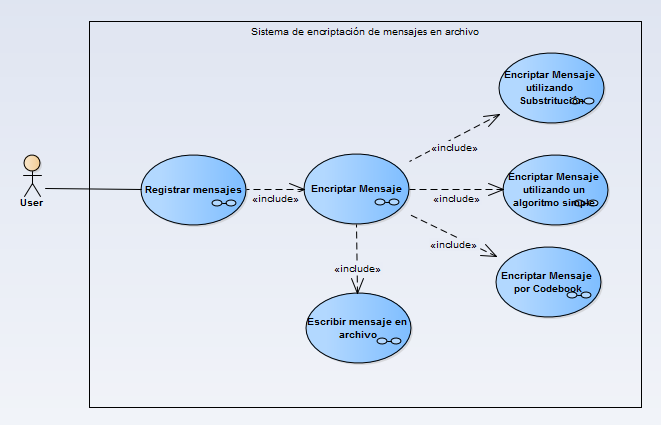 Sistema de encriptación de mensajes en archivo
Encriptar Mensaje
utilizando
Substritución
«include»
User
Registrar mensajes
«include»
Encriptar Mensaje
«include»
Encriptar Mensaje
utilizando un
algoritmo simple
«include»
Encriptar Mensaje
por Codebook
«include»
Escribir mensaje en
archivo